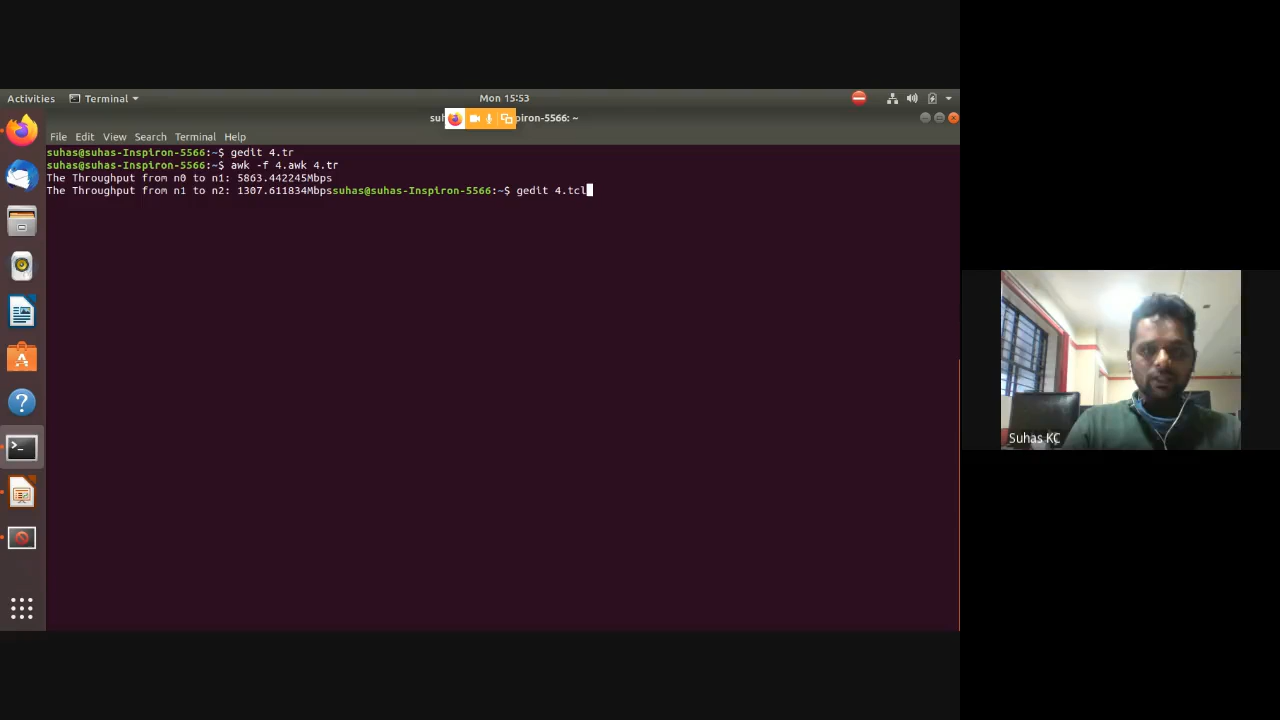 Activities Terminal Mon 15:53
suh iron-5566: ~
File Edit View Search Terminal Help
suhas@suhas-Inspiron-5566:~$ gedit 4.tr
suhas@suhas-Inspiron-5566:~$ awk -f 4.awk 4.tr
The Throughput from n0 to n1: 5863.442245Mbps
The Throughput from n1 to n2: 1307.611834Mbpssuhas@suhas-Inspiron-5566:~$ gedit 4.tcl
Suhas KC